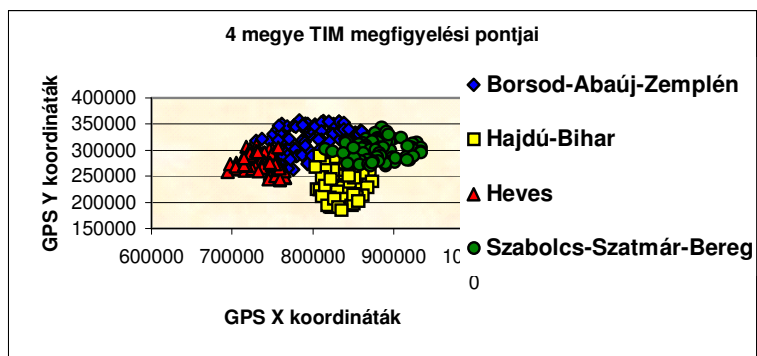 4 megye TIM megfigyelési pontjai
GPS Y koordináták
400000
350000
300000
250000
200000
150000
600000 700000 800000 900000 10
0
GPS X koordináták
Borsod-Abaúj-Zemplén
Hajdú-Bihar
Heves
Szabolcs-Szatmár-Bereg